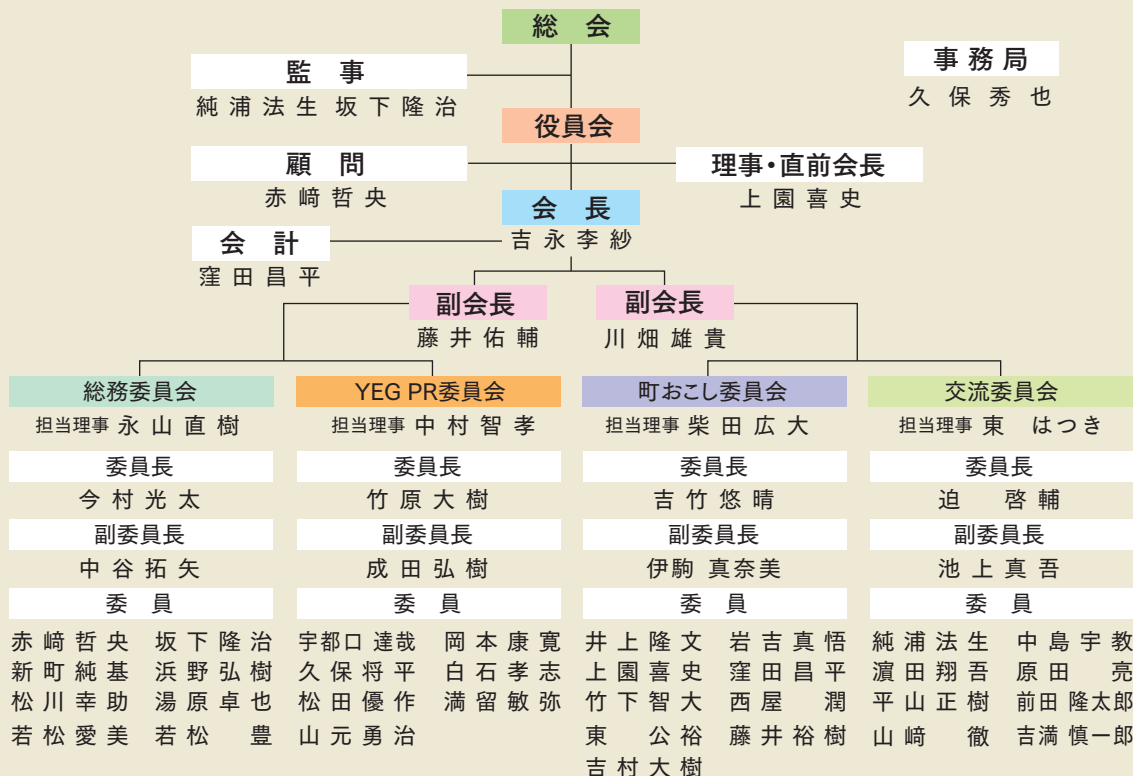 総 会
監 事
純浦法生 坂下隆治
事務局
久保秀也
役員会
顧 問
赤﨑哲央
理事・直前会長
上園喜史
会 長
吉永李紗
会 計
窪田昌平
副会長
藤井佑輔
副会長
川畑雄貴
総務委員会
担当理事 永山直樹
委員長
今村光太
副委員長
中谷拓矢
委 員
赤﨑哲央 坂下隆治
新町純基 浜野弘樹
松川幸助 湯原卓也
若松愛美 若松 豊
YEG PR委員会
担当理事 中村智孝
委員長
竹原大樹
副委員長
成田弘樹
委 員
宇都口 達哉 岡本康寛
久保将平 白石孝志
松田優作 満留敏弥
山元勇治
町おこし委員会
担当理事 柴田広大
委員長
吉竹悠晴
副委員長
伊駒 真奈美
委 員
井上隆文 岩吉真悟
上園喜史 窪田昌平
竹下智大 西屋 潤
東 公裕 藤井裕樹
吉村大樹
交流委員会
担当理事 東 はつき
委員長
迫 啓輔
副委員長
池上真吾
委 員
純浦法生 中島宇教
濵田翔吾 原田 亮
平山正樹 前田 隆太郎
山﨑 徹 吉満 慎一郎